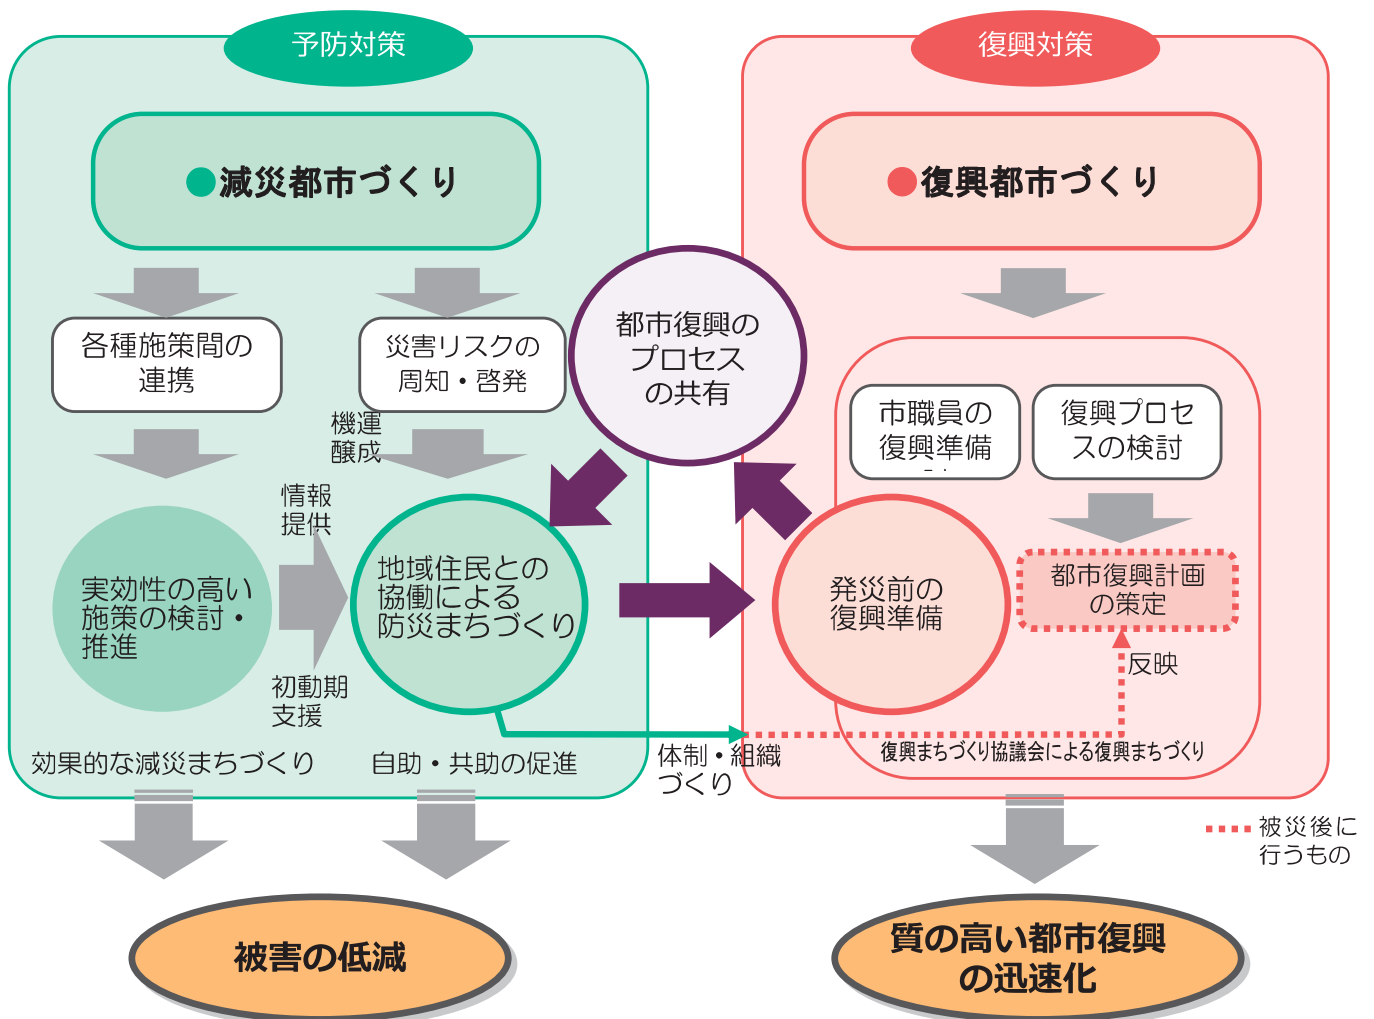 予防対策
●減災都市づくり
各種施策間の
連携
災害リスクの
周知・啓発
機運
醸成
情報
提供
実効性の高い
施策の検討・
推進
初動期
支援
地域住民との
協働による
防災まちづくり
効果的な減災まちづくり
自助・共助の促進
都市復興の
プロセス
の共有
体制・組織
づくり
復興対策
●復興都市づくり
市職員の
復興準備
復興プロセ
スの検討
発災前の
復興準備
都市復興計画
の策定
反映
復興まちづくり協議会による復興まちづくり
被災後に
行うもの
被害の低減
質の高い都市復興
の迅速化